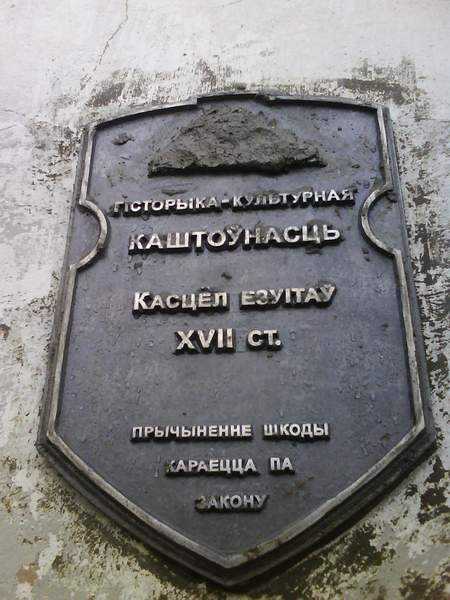 ГІСТОРЫКА-КУЛЬТУРНАЯ
КАШТОЎНАСЦЬ
КАСЦЁЛ ЕЗУІТАЎ
XVII СТ.
ПРЫЧЫНЕННЕ ШКОДЫ
КАРАЕЦЦА ПА
ЗАКОНУ